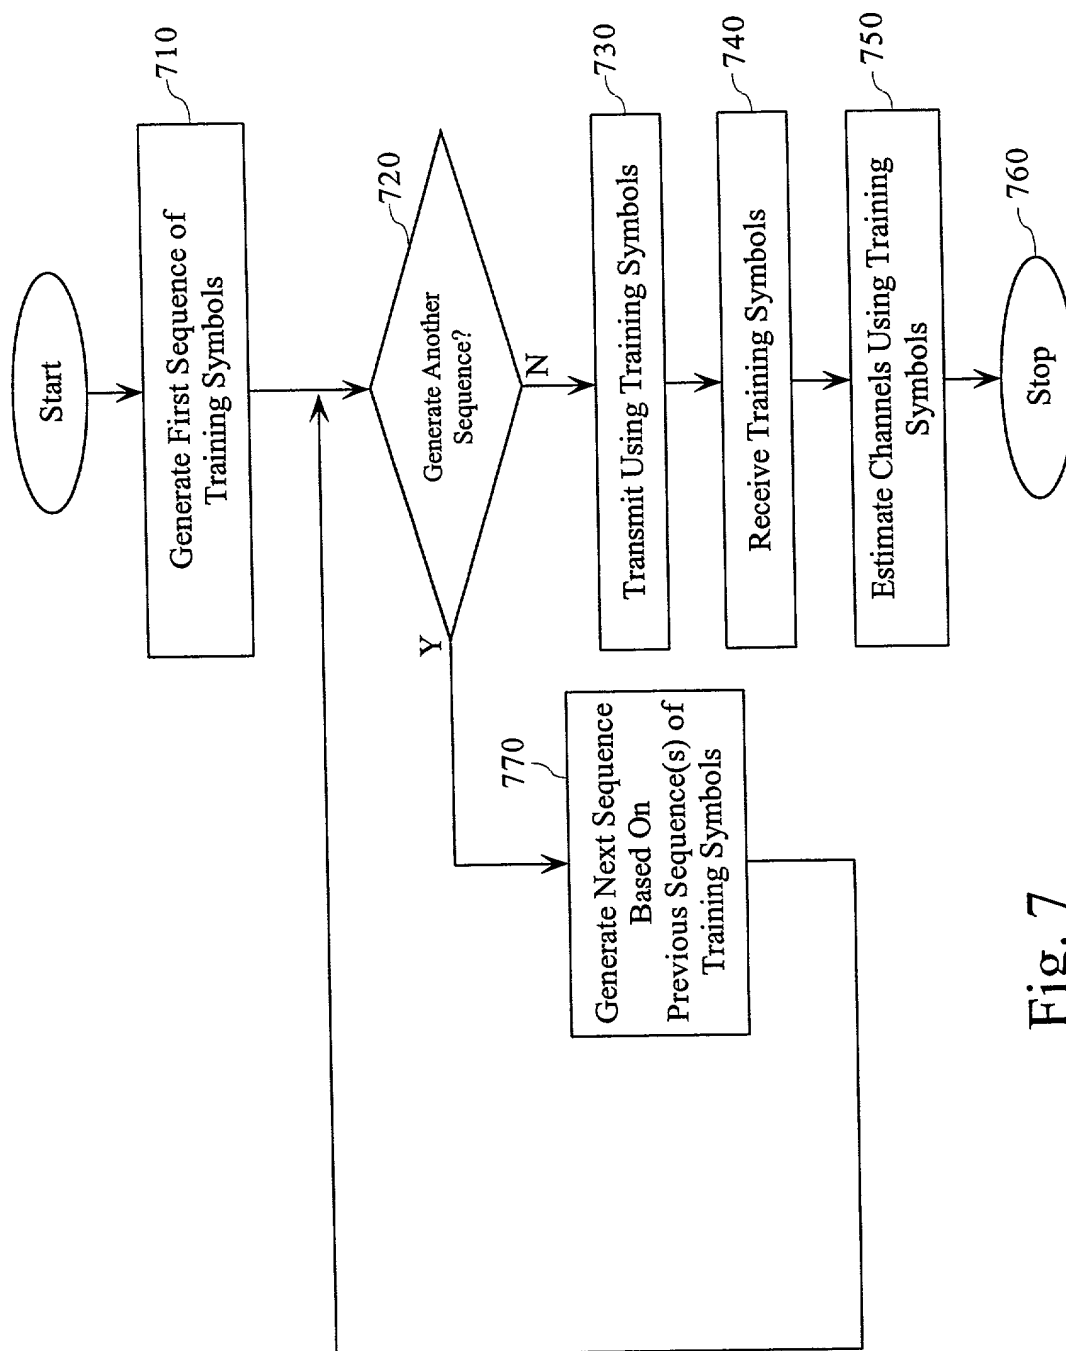 Start
710
Generate First Sequence of
Training Symbols
720
Generate Another
Sequence?
Y
N
770
Generate Next Sequence
Based On
Previous Sequence(s) of
Training Symbols
730
Transmit Using Training Symbols
740
Receive Training Symbols
750
Estimate Channels Using Training
Symbols
760
Stop
Fig. 7